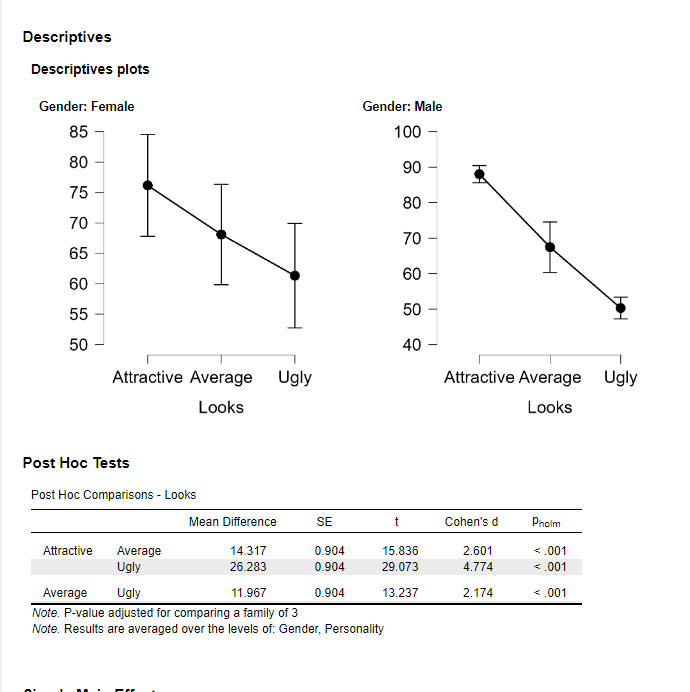 Descriptives
Descriptives plots
Gender: Female
85
80
75
70
65
60
55
50
Attractive Average Ugly
Looks
Gender: Male
100
90
80
70
60
50
40
Attractive Average Ugly
Looks
Post Hoc Tests
Post Hoc Comparisons - Looks
Mean Difference SE t Cohen's d pholm
Attractive Average 14.317 0.904 15.836 2.601 < .001
Ugly 26.283 0.904 29.073 4.774 < .001
Average Ugly 11.967 0.904 13.237 2.174 < .001
Note. P-value adjusted for comparing a family of 3
Note. Results are averaged over the levels of: Gender, Personality